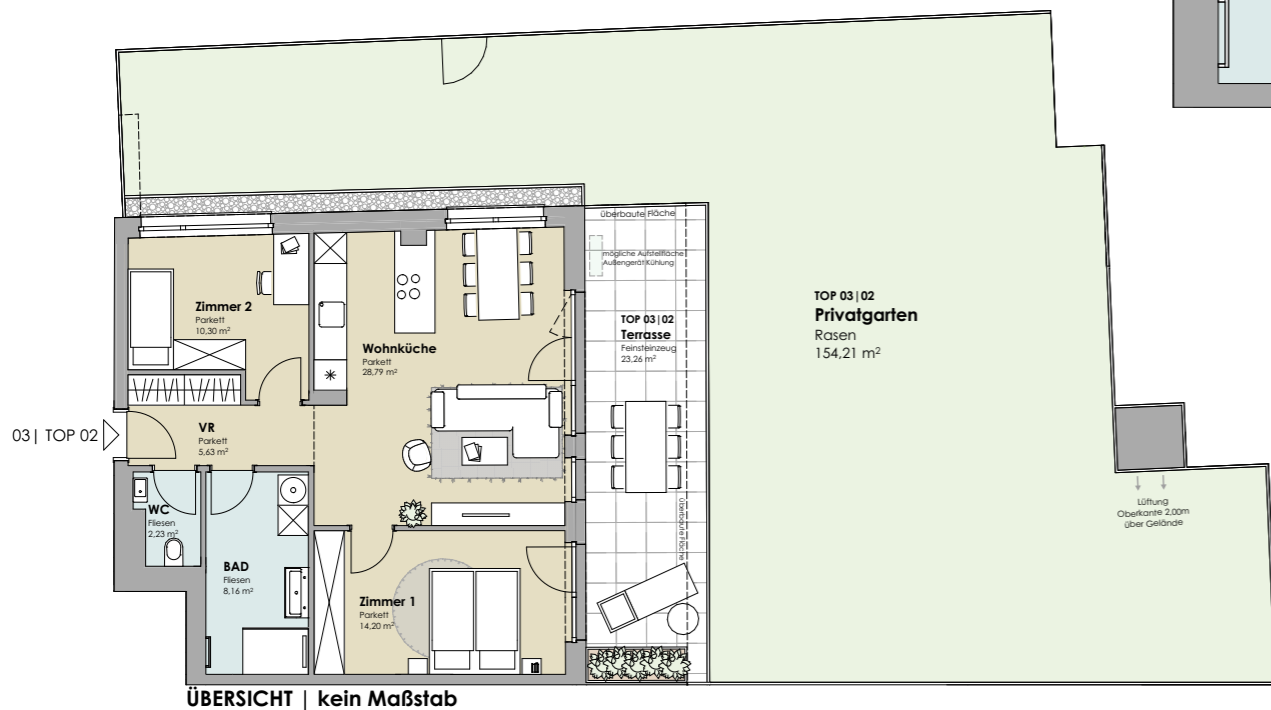 überbaute Fläche
mögliche Aufstellfläche
Außengerät Kühlung
Zimmer 2
Parkett
10,30 m²
Wohnküche
Parkett
28,79 m²
TOP 03|02
Terrasse
Feinsteinzeug
23,26 m²
TOP 03|02
Privatgarten
Rasen
154,21 m²
03| TOP 02
VR
Parkett
5,63 m²
WC
Fliesen
2,23 m²
BAD
Fliesen
8,16 m²
Zimmer 1
Parkett
14,20 m²
überbaute Fläche
Lüftung
Oberkante 2,00m
über Gelände
ÜBERSICHT | kein Maßstab